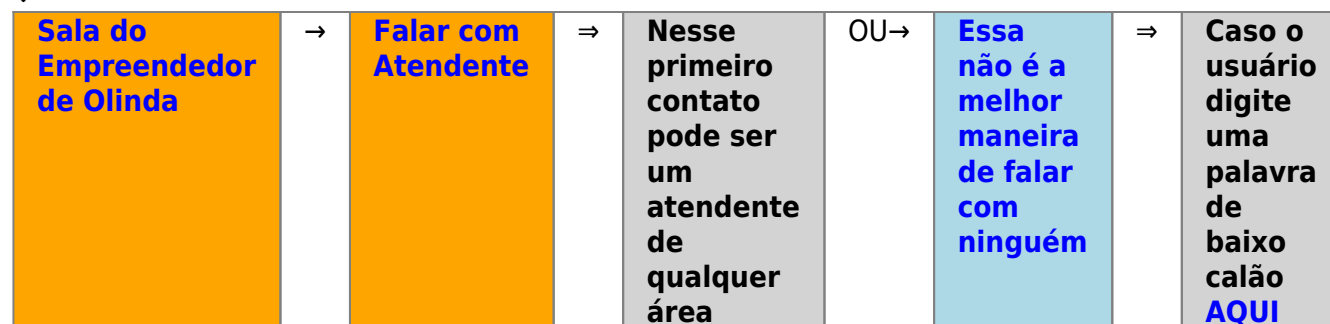 Sala do
Empreendedor
de Olinda
→
Falar com
Atendente
⇒
Nesse
primeiro
contato
pode ser
um
atendente
de
qualquer
área
OU→
Essa
não é a
melhor
maneira
de falar
com
ninguém
⇒
Caso o
usuário
digite
uma
palavra
de
baixo
calão
AQUI